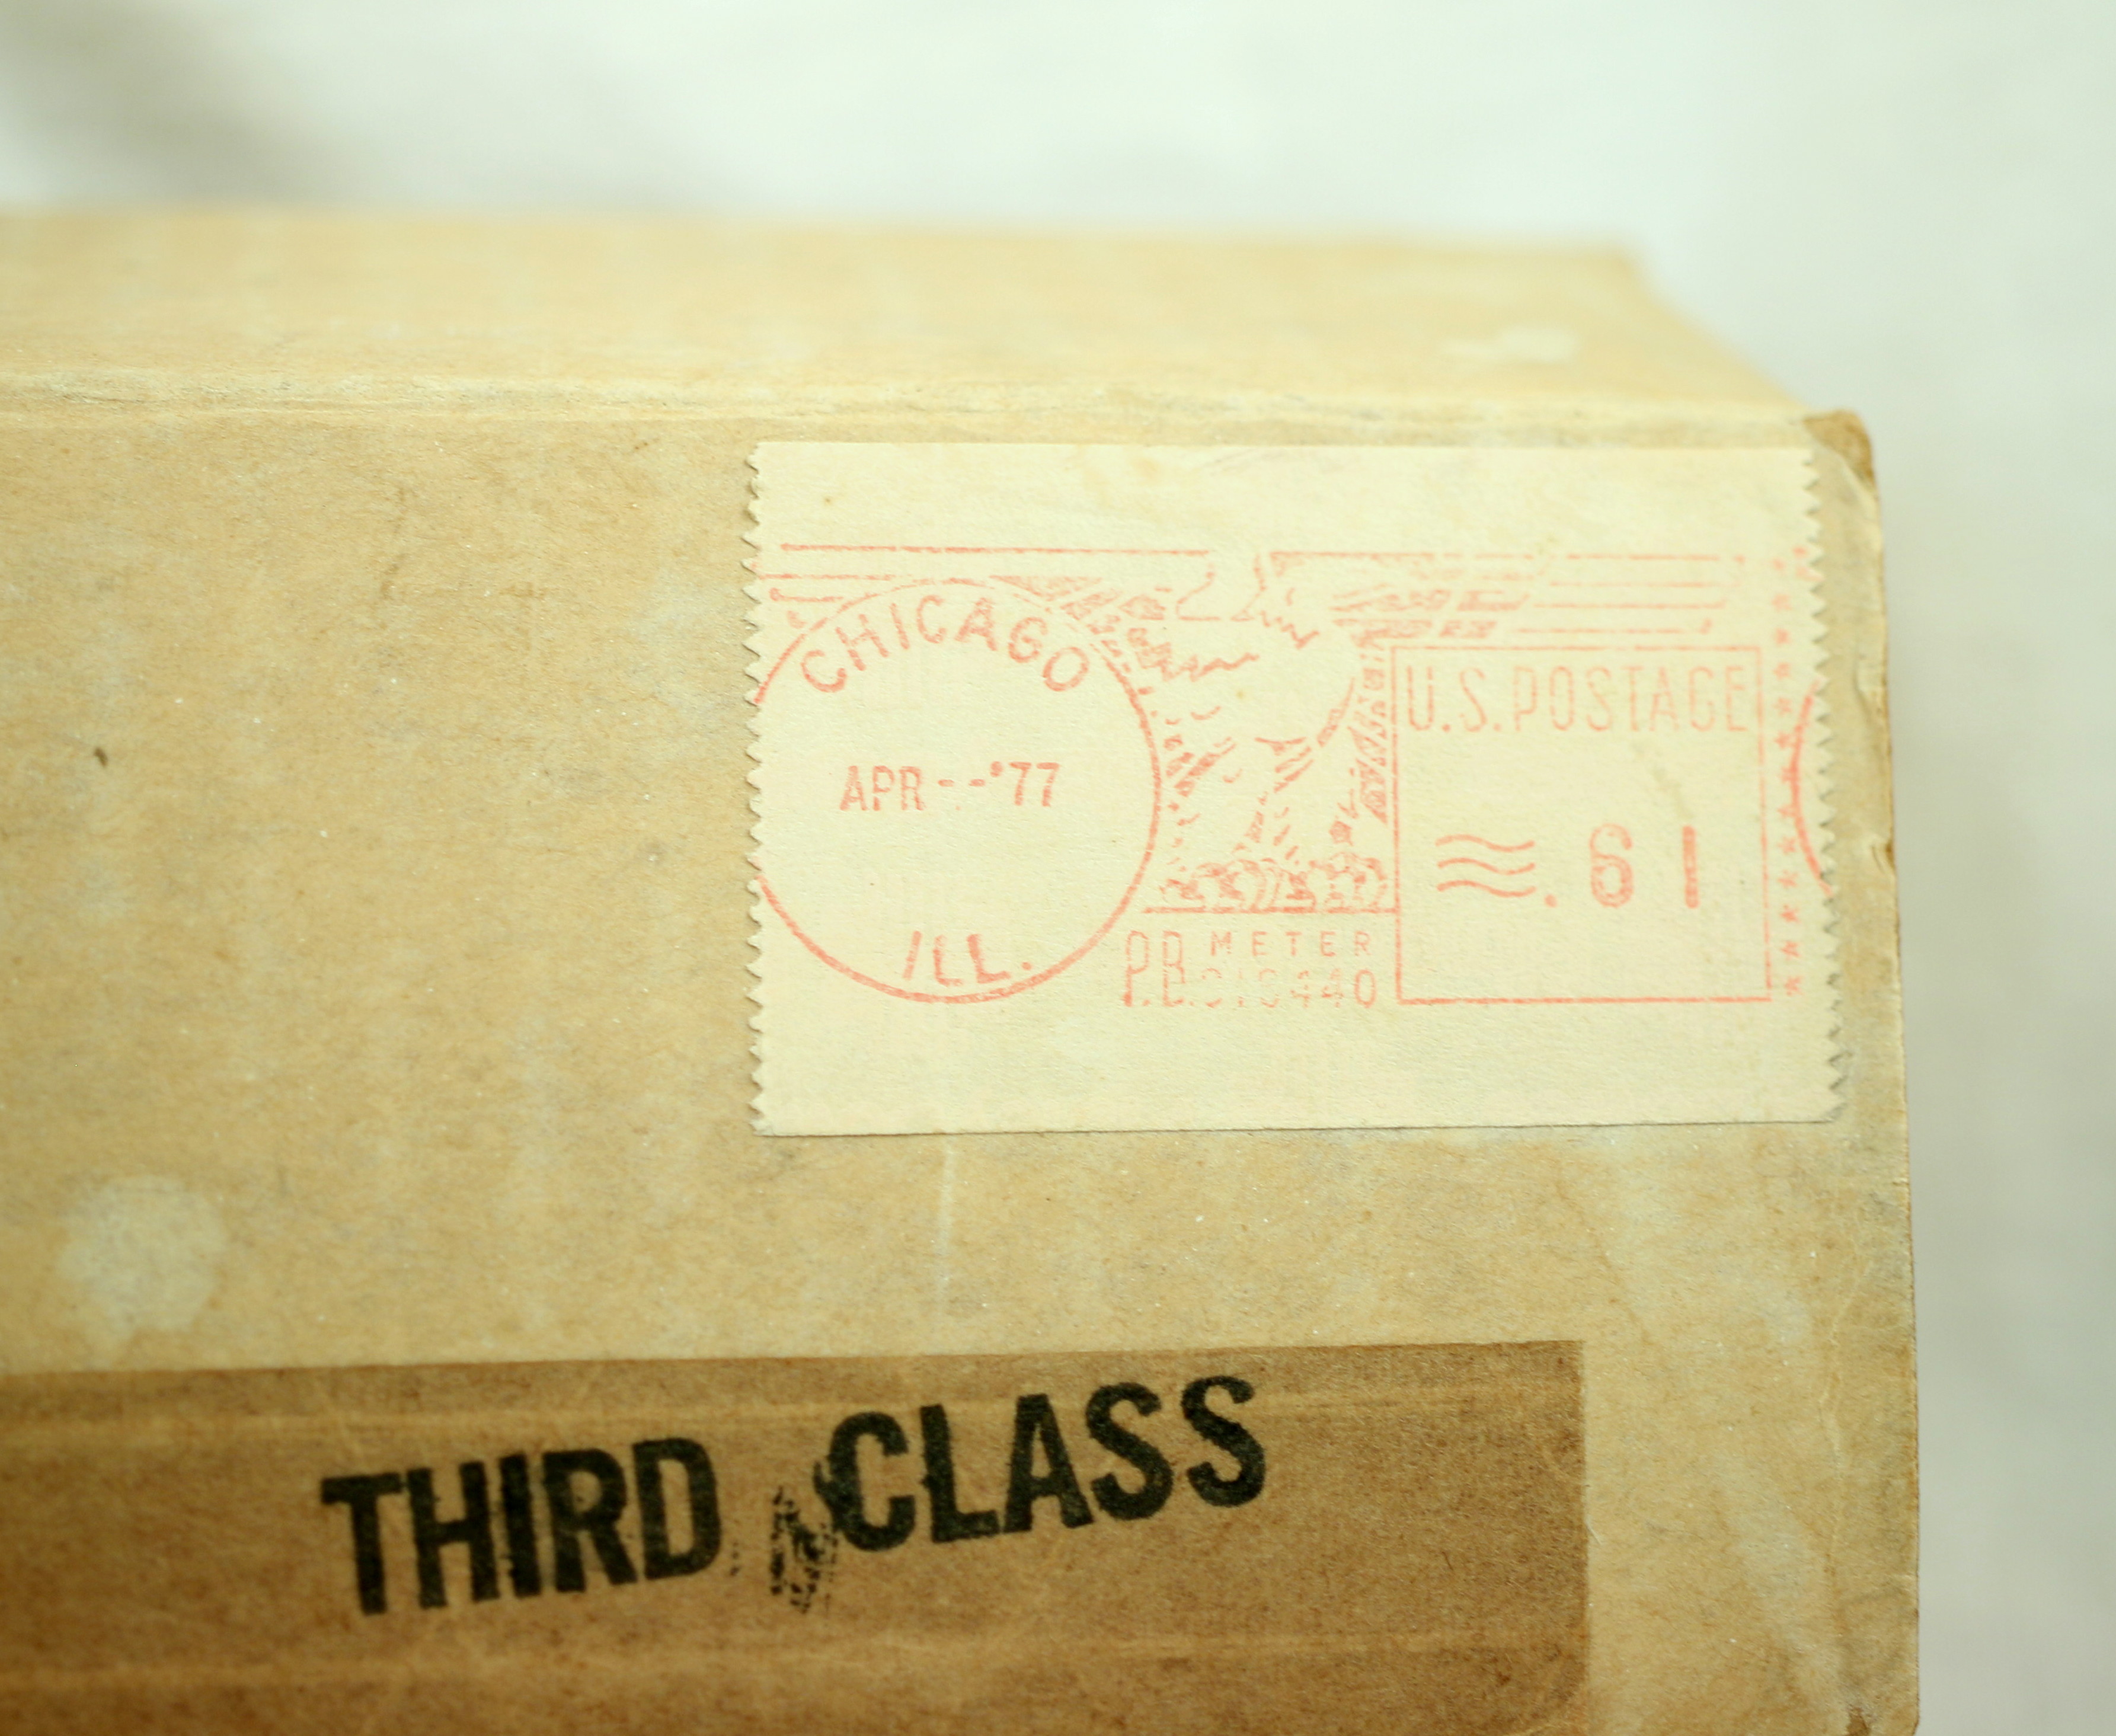 CHICAGO
APR -- '77
ILL.
U.S. POSTAGE
.61
METER
P.B.
THIRD CLASS